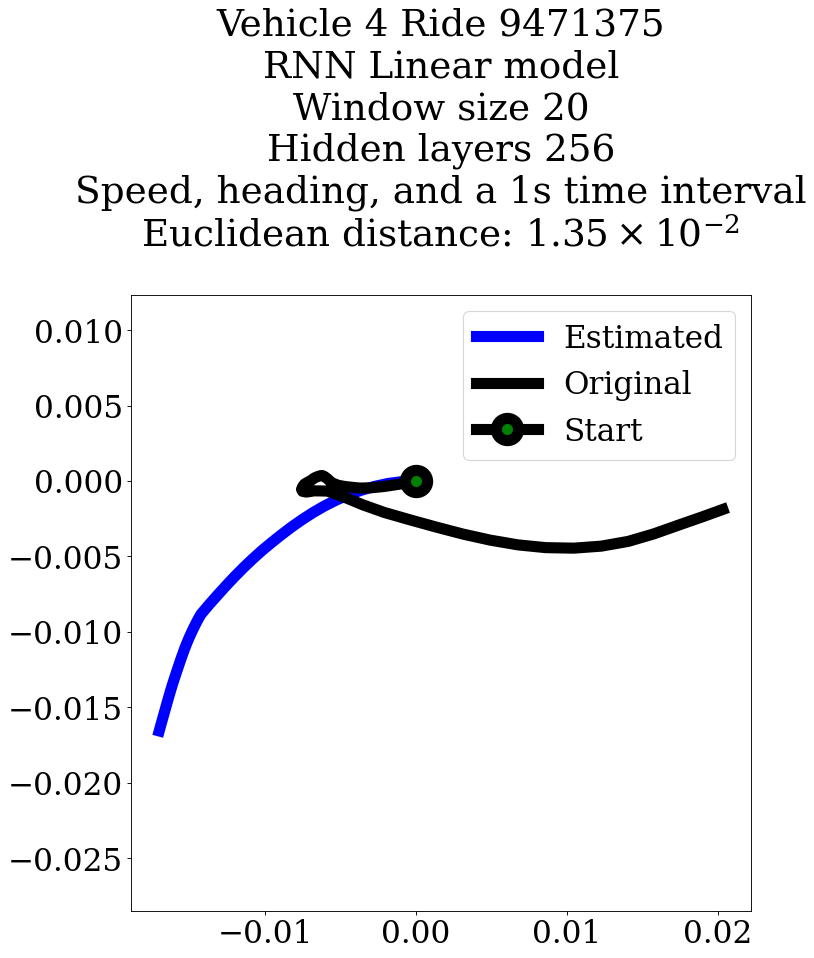 Vehicle 4 Ride 9471375
RNN Linear model
Window size 20
Hidden layers 256
Speed, heading, and a 1s time interval
Euclidean distance: 1.35 × 10⁻²
Estimated
Original
Start
0.010
0.005
0.000
−0.005
−0.010
−0.015
−0.020
−0.025
−0.01 0.00 0.01 0.02